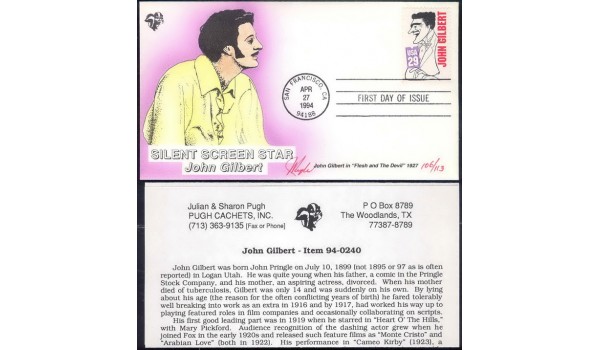 JOHN GILBERT
USA
29
SAN FRANCISCO, CA
APR
27
1994
94188
FIRST DAY OF ISSUE
SILENT SCREEN STAR
John Gilbert
Pugh
John Gilbert in "Flesh and The Devil" 1927
106/113
Julian & Sharon Pugh
PUGH CACHETS, INC.
(713) 363-9135 [Fax or Phone]
P O Box 8789
The Woodlands, TX
77387-8789
John Gilbert - Item 94-0240
John Gilbert was born John Pringle on July 10, 1899 (not 1895 or 97 as is often
reported) in Logan Utah. He was quite young when his father, a comic in the Pringle
Stock Company, and his mother, an aspiring actress, divorced. When his mother
died of tuberculosis, Gilbert was only 14 and was suddenly on his own. By lying
about his age (the reason for the often conflicting years of birth) he fared tolerably
well breaking into work as an extra in 1916 and by 1917, had worked his way up to
playing featured roles in film companies and occasionally collaborating on scripts.
His first good leading part was in 1919 when he starred in "Heart O' The Hills,"
with Mary Pickford. Audience recognition of the dashing actor grew when he
joined Fox in the early 1920s and released such feature films as "Monte Cristo" and
"Arabian Love" (both in 1922). His performance in "Cameo Kirby" (1923), a